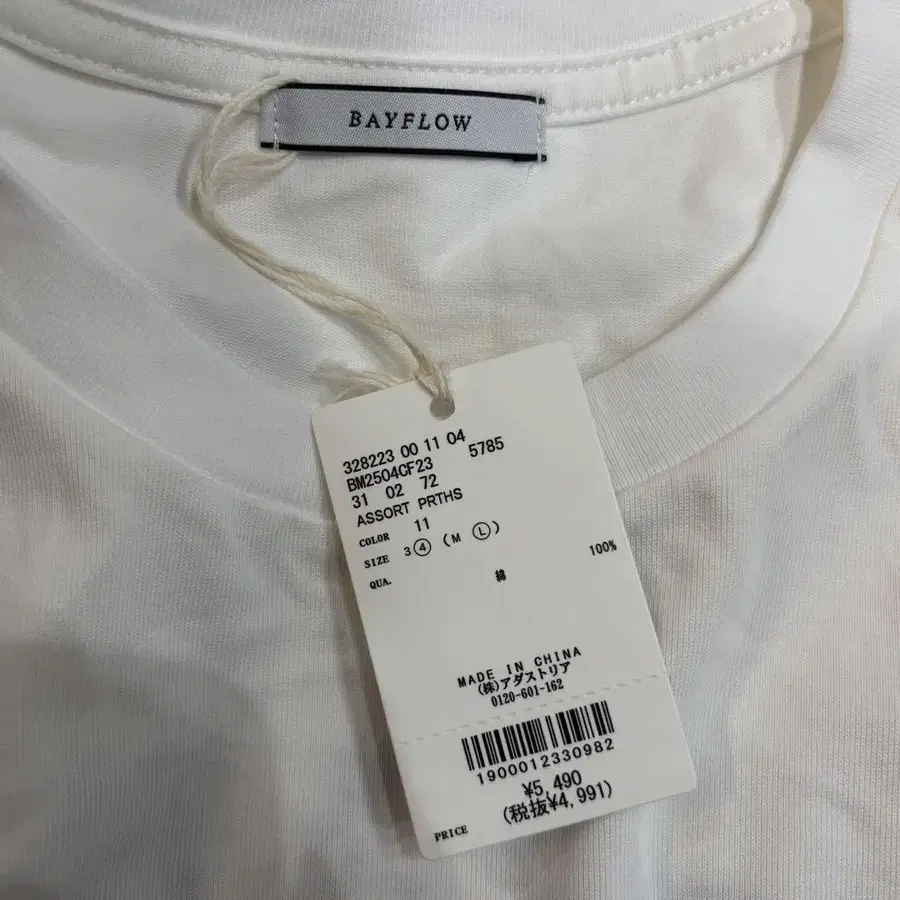 BAYFLOW
328223 00 11 04
BM2504CF23 5785
31 02 72
ASSORT PRTHS
COLOR 11
SIZE 3④(M Ⓛ)
QUA. 綿 100%
MADE IN CHINA
(株)アダストリア
0120-601-162
1900012330982
¥5,490
(税抜¥4,991)
PRICE